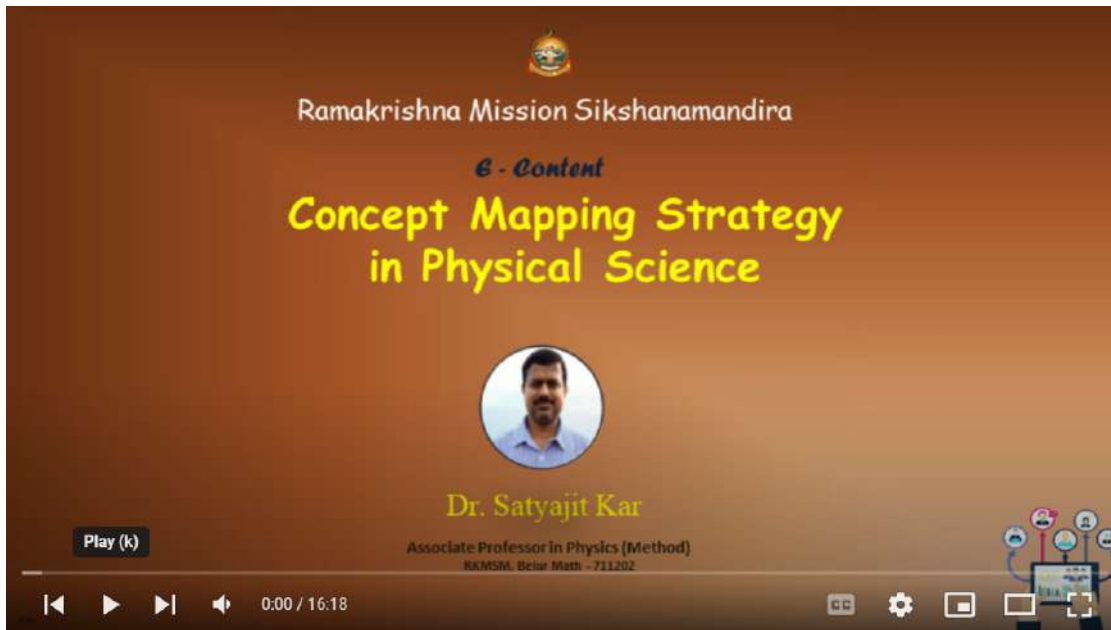 Ramakrishna Mission Sikshanamandira
E - Content
Concept Mapping Strategy
in Physical Science
Dr. Satyajit Kar
Associate Professor in Physics (Method)
RKMSM, Belur Math - 711202
Play (k)
0:00 / 16:18
CC